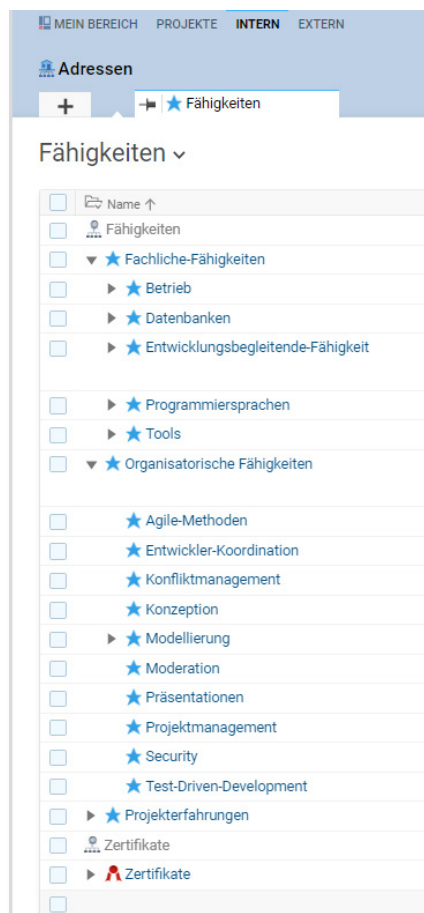 MEIN BEREICH PROJEKTE INTERN EXTERN
Adressen
+ Fähigkeiten
Fähigkeiten
Name ↑
Fähigkeiten
Fachliche-Fähigkeiten
Betrieb
Datenbanken
Entwicklungsbegleitende-Fähigkeit
Programmiersprachen
Tools
Organisatorische Fähigkeiten
Agile-Methoden
Entwickler-Koordination
Konfliktmanagement
Konzeption
Modellierung
Moderation
Präsentationen
Projektmanagement
Security
Test-Driven-Development
Projekterfahrungen
Zertifikate
Zertifikate